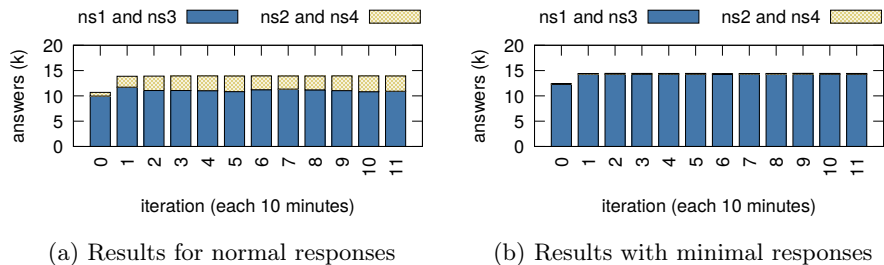 ns1 and ns3 ns2 and ns4
20
15
10
5
0
answers (k)
0 1 2 3 4 5 6 7 8 9 10 11
iteration (each 10 minutes)
(a) Results for normal responses
ns1 and ns3 ns2 and ns4
20
15
10
5
0
answers (k)
0 1 2 3 4 5 6 7 8 9 10 11
iteration (each 10 minutes)
(b) Results with minimal responses